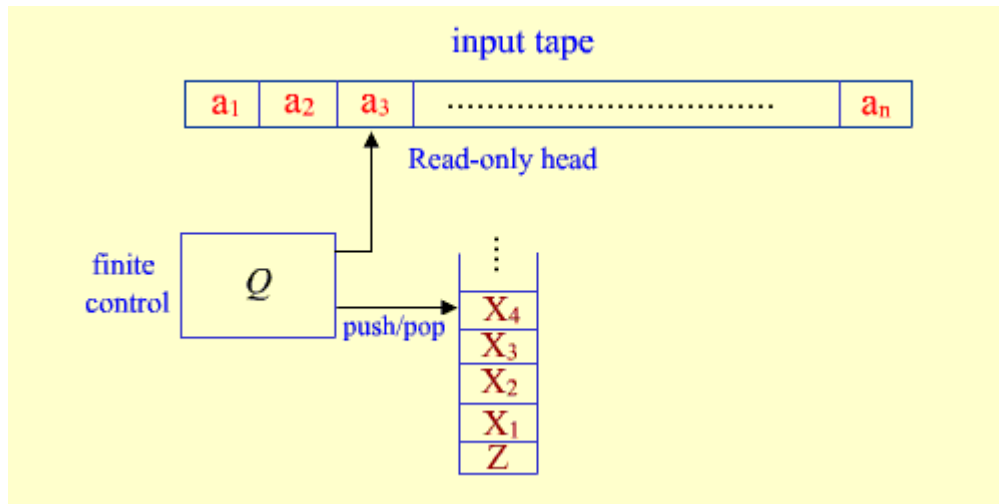 input tape
a₁ a₂ a₃ ................................. aₙ
Read-only head
finite
control
Q
push/pop
X₄
X₃
X₂
X₁
Z